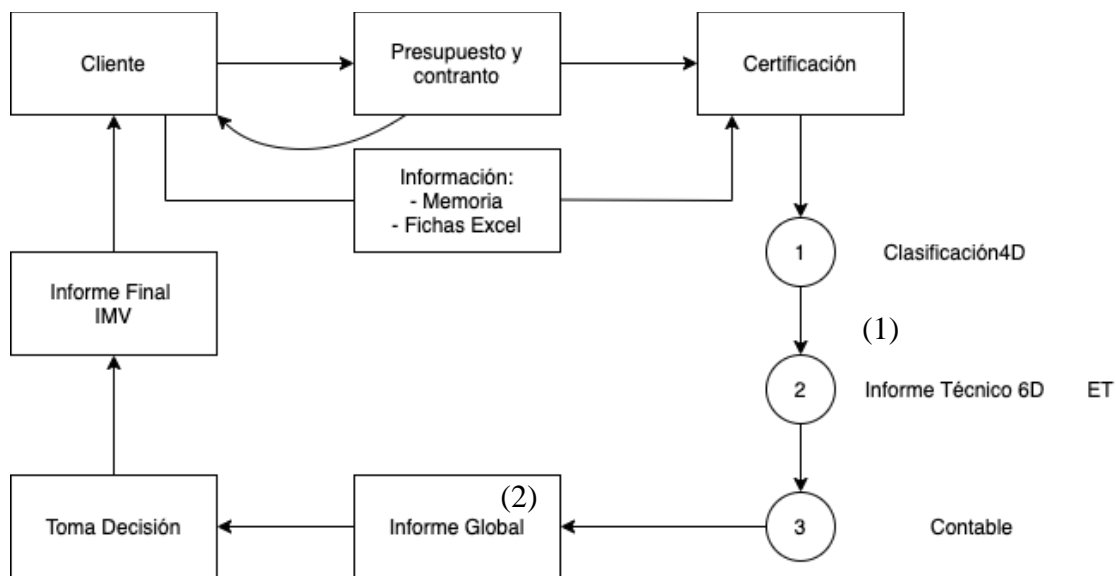 Cliente
Presupuesto y
contranto
Certificación
Información:
- Memoria
- Fichas Excel
1
Clasificación4D
Informe Final
IMV
(1)
2
Informe Técnico 6D
ET
Toma Decisión
(2)
Informe Global
3
Contable